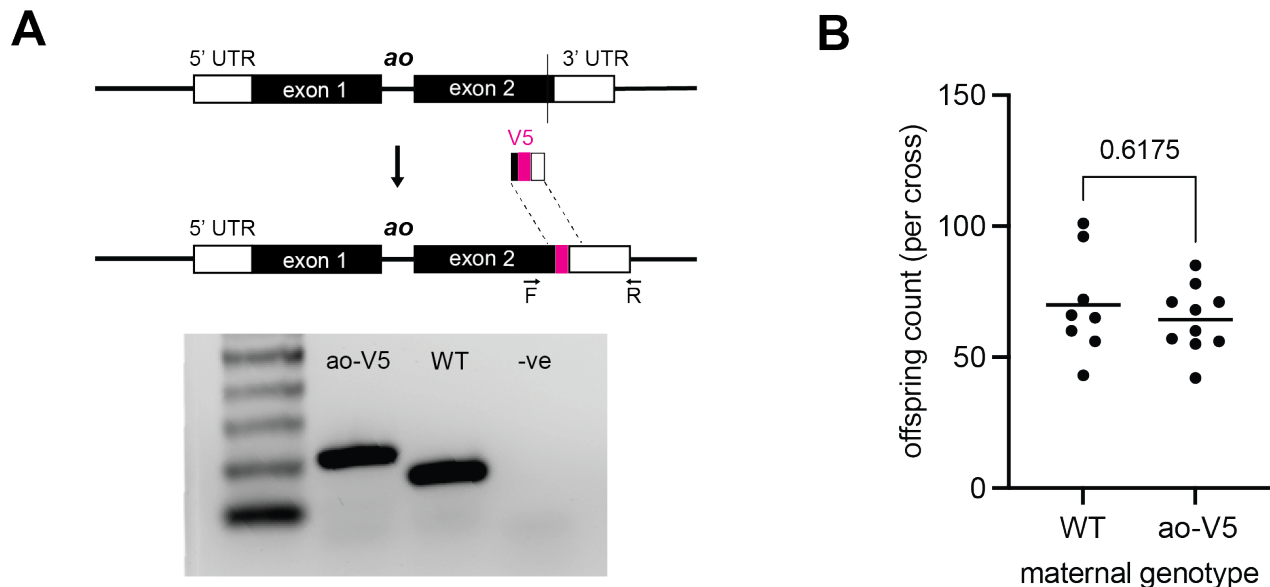 A
5’ UTR
ao
3’ UTR
exon 1
exon 2
V5
5’ UTR
ao
exon 1
exon 2
F
R
ao-V5
WT
-ve
B
offspring count (per cross)
150
100
50
0
0.6175
WT
ao-V5
maternal genotype